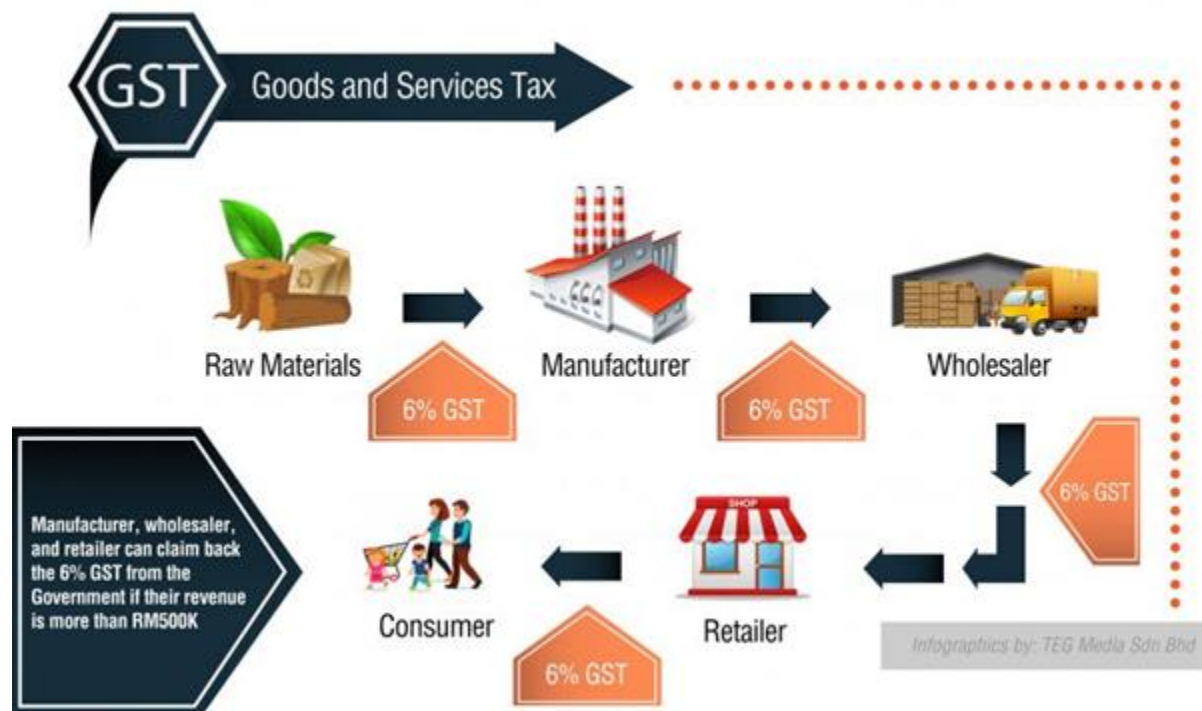 GST
Goods and Services Tax
Raw Materials
Manufacturer
Wholesaler
6% GST
6% GST
6% GST
Manufacturer, wholesaler,
and retailer can claim back
the 6% GST from the
Government if their revenue
is more than RM500K
SHOP
Consumer
Retailer
6% GST
Infographics by: TEG Media Sdn Bhd